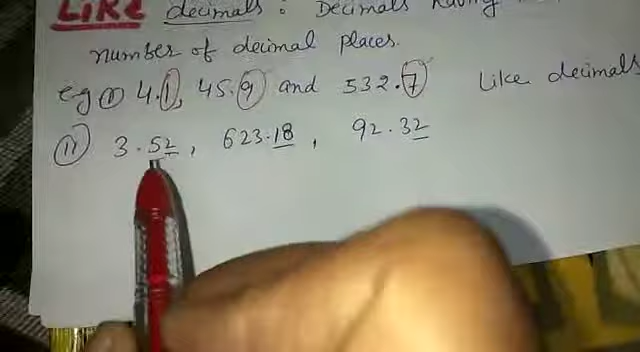 LIKE decimals : Decimals having
number of decimal places.
eg (i) 4.1, 45.9 and 532.7 Like decimals
(ii) 3.52, 623.18, 92.32